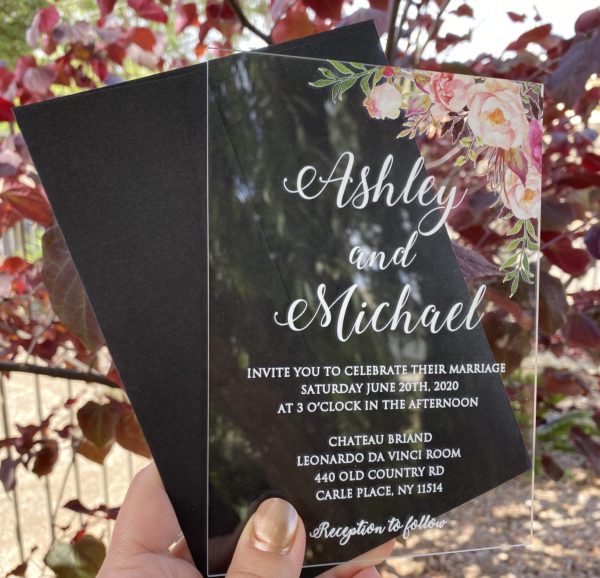 Ashley
and
Michael
INVITE YOU TO CELEBRATE THEIR MARRIAGE
SATURDAY JUNE 20TH, 2020
AT 3 O'CLOCK IN THE AFTERNOON
CHATEAU BRIAND
LEONARDO DA VINCI ROOM
440 OLD COUNTRY RD
CARLE PLACE, NY 11514
Reception to follow